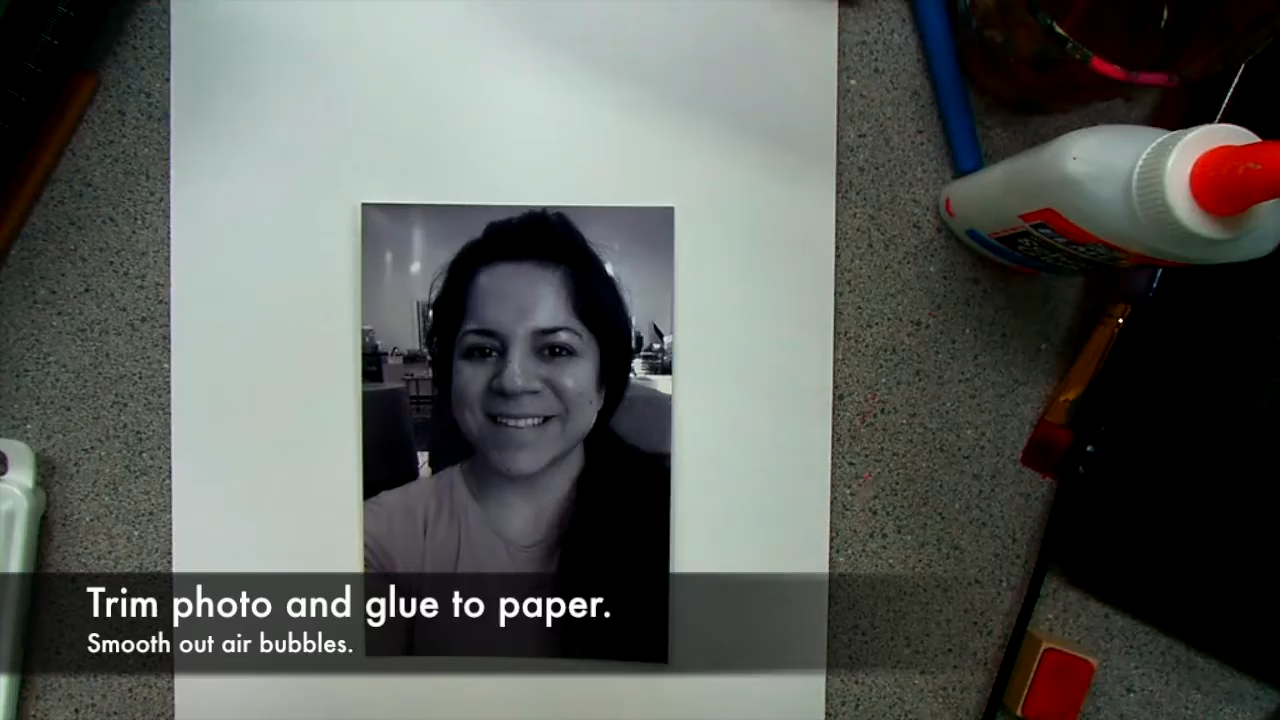 Trim photo and glue to paper.
Smooth out air bubbles.